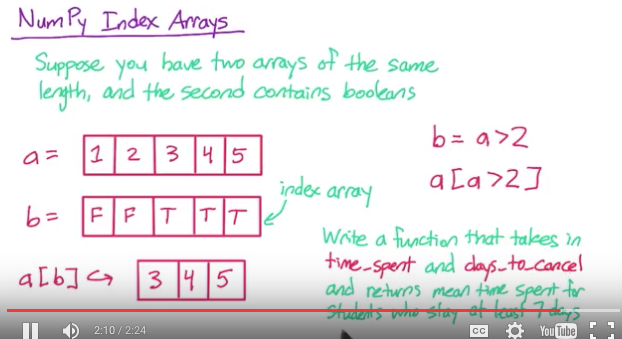 NumPy Index Arrays
Suppose you have two arrays of the same
length, and the second contains booleans
a = 1 2 3 4 5
b = F F T T T
index array
a[b] ↪ 3 4 5
b = a>2
a[a>2]
Write a function that takes in
time_spent and days_to_cancel
and returns mean time spent for
students who stay at least 7 days
2:10 / 2:24
CC
YouTube